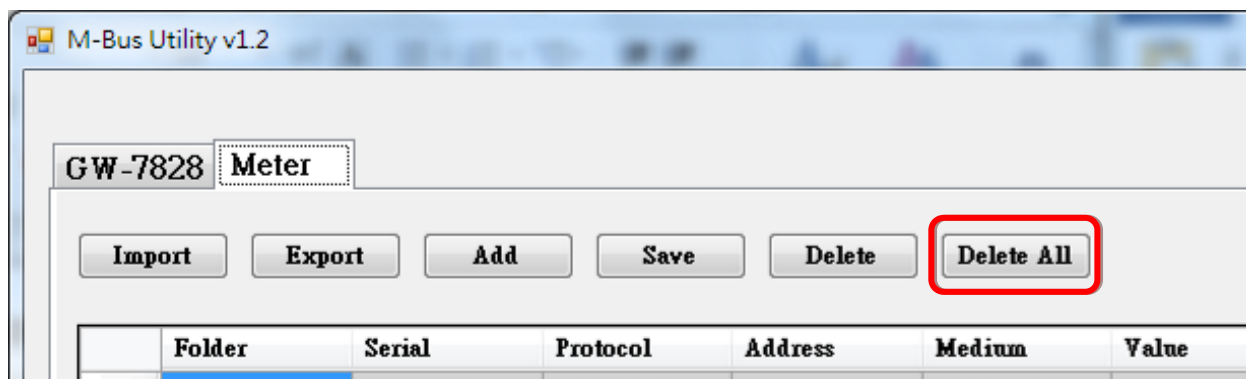 M-Bus Utility v1.2
GW-7828 Meter
Import Export Add Save Delete Delete All
Folder Serial Protocol Address Medium Value